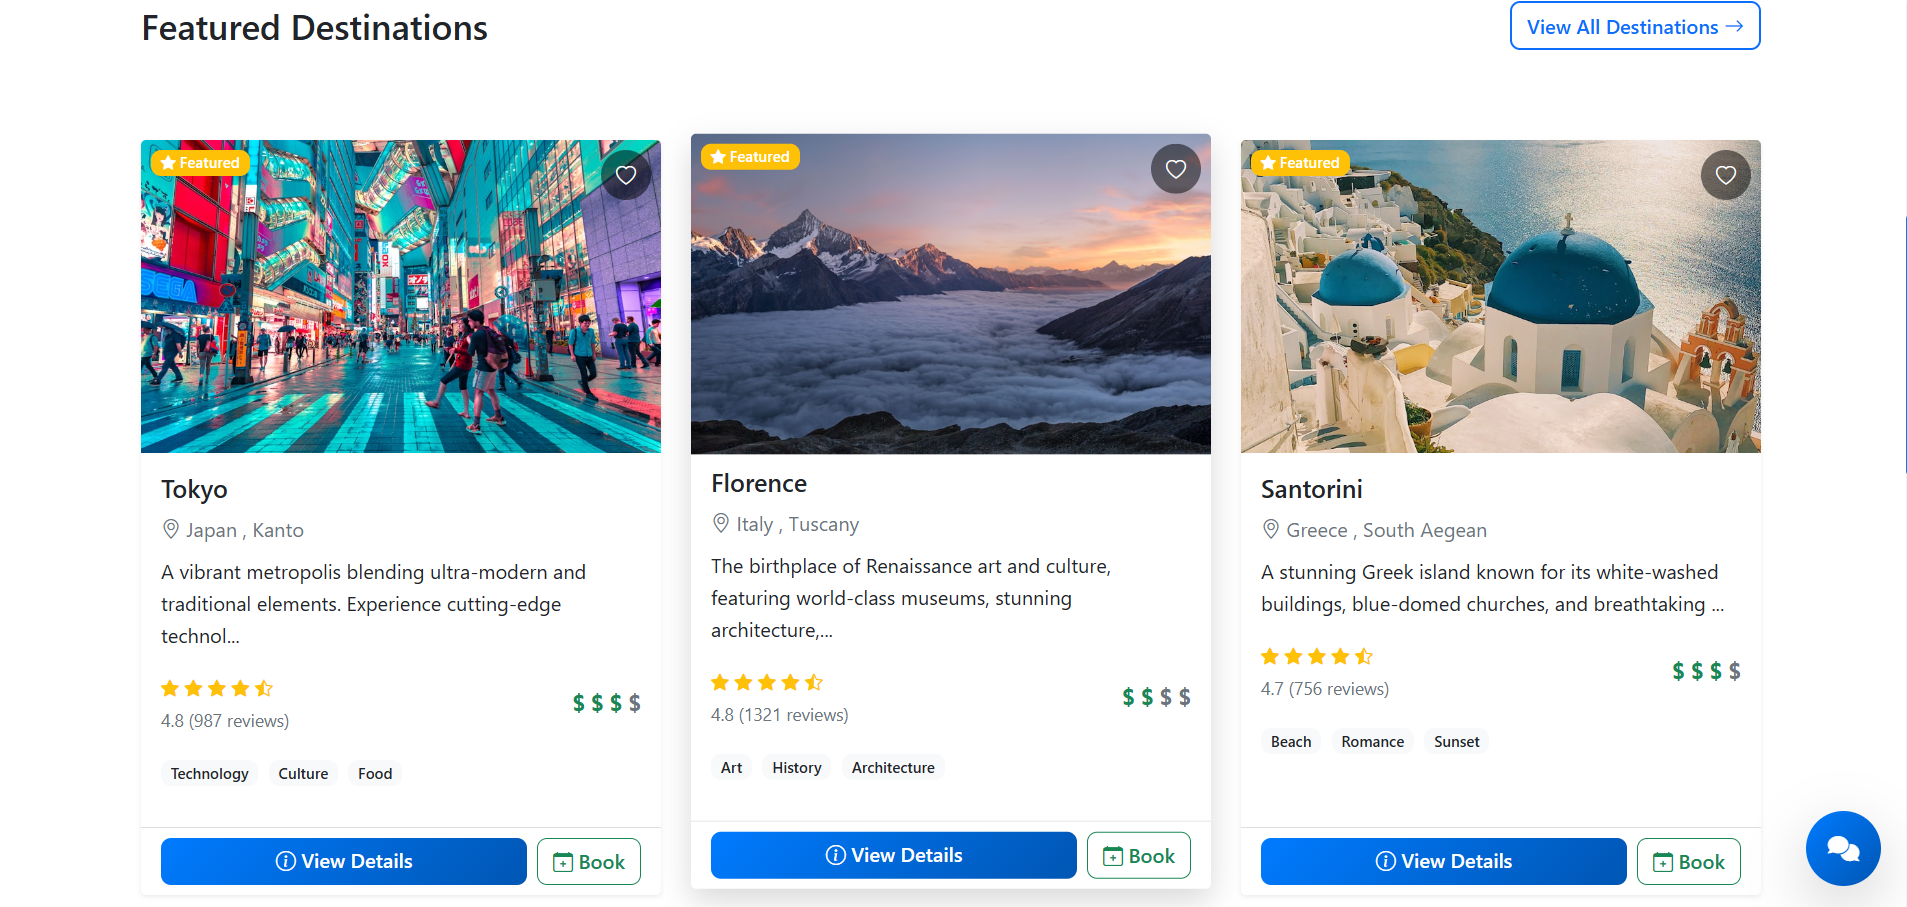 Featured Destinations
View All Destinations →
Featured
Featured
Featured
SEGA
Tokyo
Japan , Kanto
A vibrant metropolis blending ultra-modern and
traditional elements. Experience cutting-edge
technol...
4.8 (987 reviews)
$ $ $ $
Technology Culture Food
View Details
Book
Florence
Italy , Tuscany
The birthplace of Renaissance art and culture,
featuring world-class museums, stunning
architecture,...
4.8 (1321 reviews)
$ $ $ $
Art History Architecture
View Details
Book
Santorini
Greece , South Aegean
A stunning Greek island known for its white-washed
buildings, blue-domed churches, and breathtaking ...
4.7 (756 reviews)
$ $ $ $
Beach Romance Sunset
View Details
Book